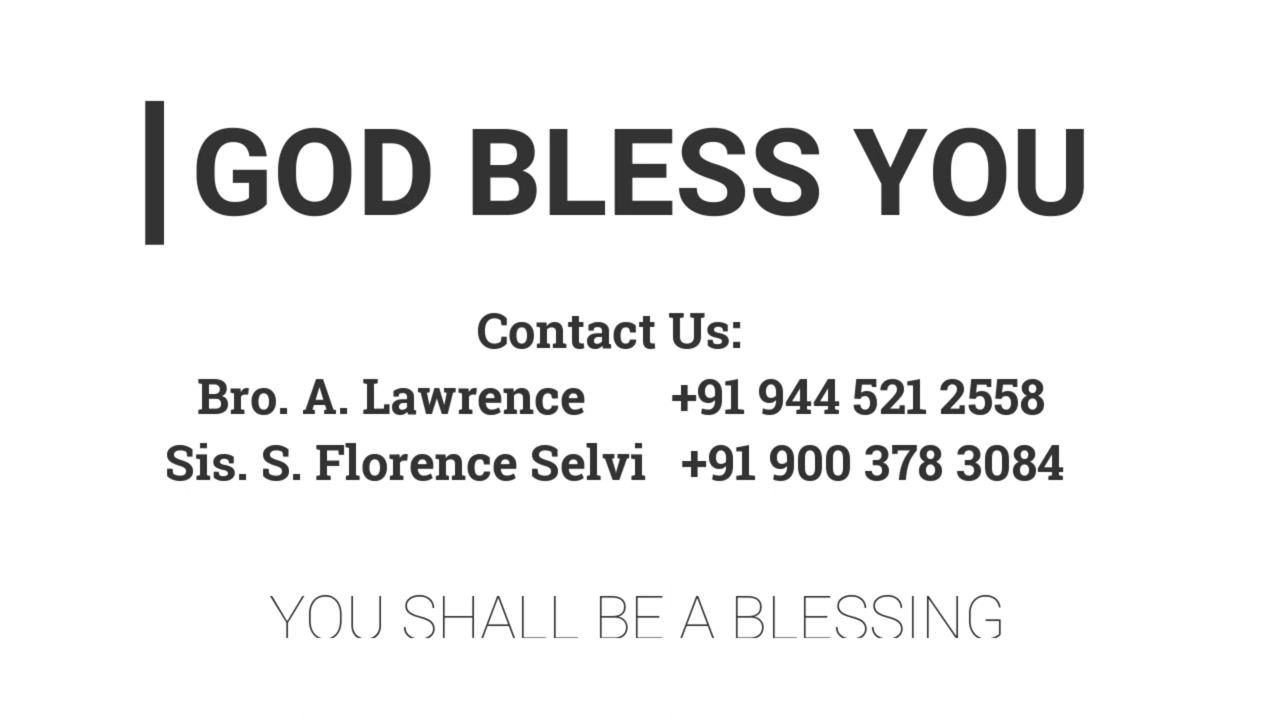 GOD BLESS YOU
Contact Us:
Bro. A. Lawrence +91 944 521 2558
Sis. S. Florence Selvi +91 900 378 3084
YOU SHALL BE A BLESSING